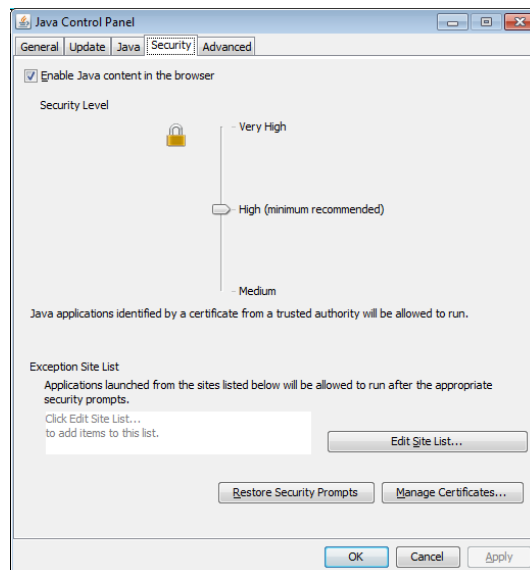 Java Control Panel
General Update Java Security Advanced
Enable Java content in the browser
Security Level
- Very High
- High (minimum recommended)
- Medium
Java applications identified by a certificate from a trusted authority will be allowed to run.
Exception Site List
Applications launched from the sites listed below will be allowed to run after the appropriate
security prompts.
Click Edit Site List...
to add items to this list.
Edit Site List...
Restore Security Prompts Manage Certificates...
OK Cancel Apply